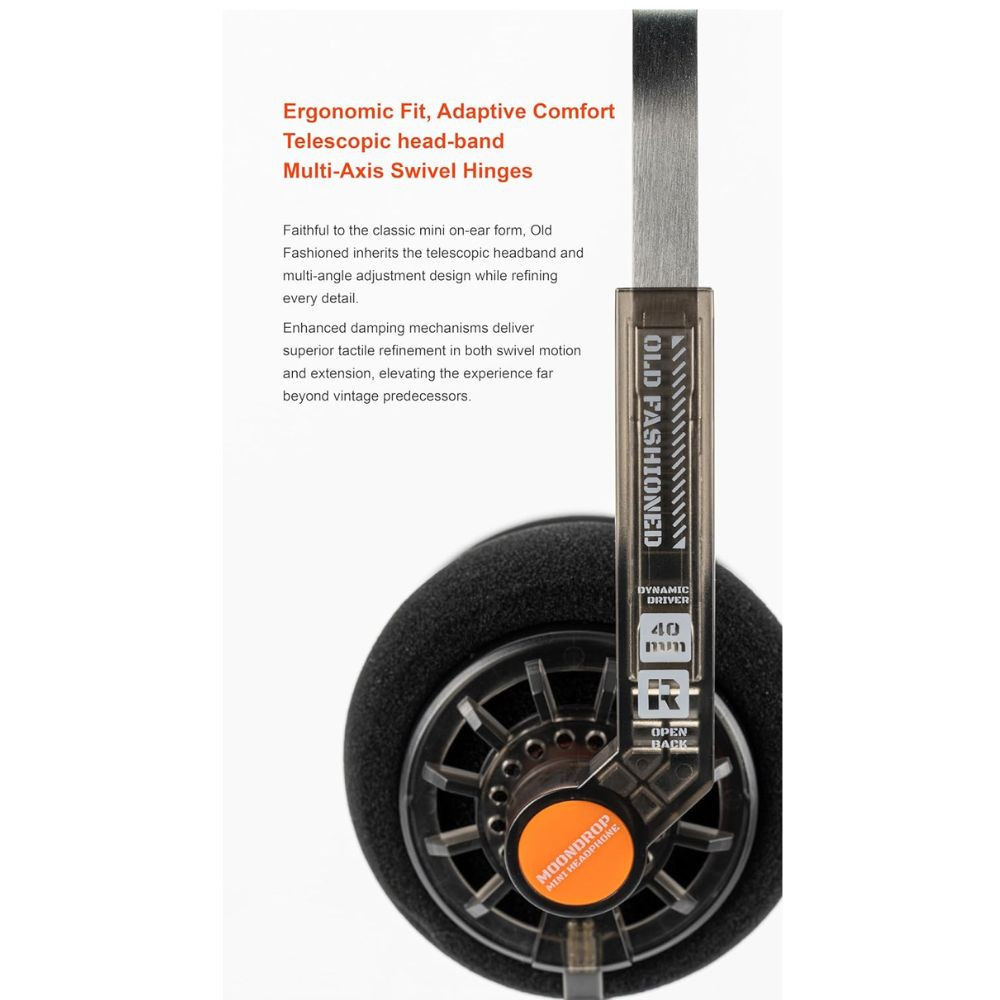 Ergonomic Fit, Adaptive Comfort
Telescopic head-band
Multi-Axis Swivel Hinges
Faithful to the classic mini on-ear form, Old
Fashioned inherits the telescopic headband and
multi-angle adjustment design while refining
every detail.
Enhanced damping mechanisms deliver
superior tactile refinement in both swivel motion
and extension, elevating the experience far
beyond vintage predecessors.
OLD FASHIONED
DYNAMIC
DRIVER
40
mm
R
OPEN
BACK
MOONDROP
MINI HEADPHONE